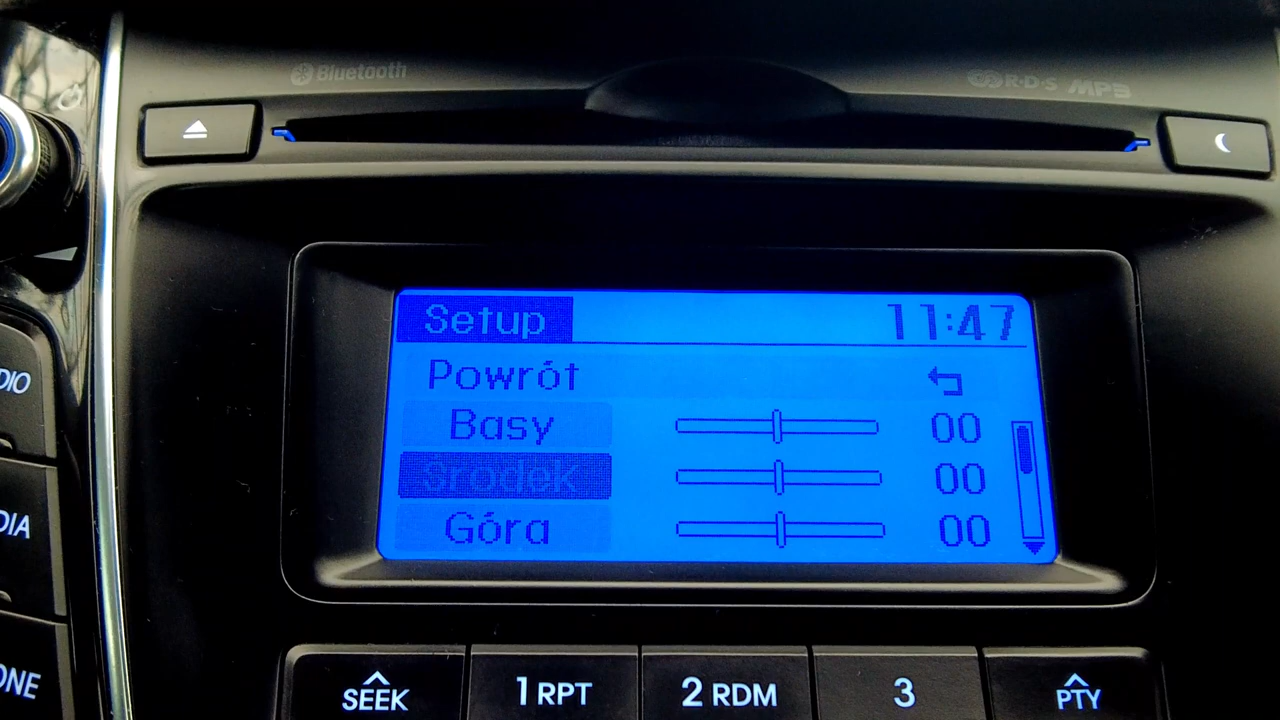 Bluetooth
R·D·S MP3
Setup 11:47
Powrót
Basy 00
Środek 00
Góra 00
DIO
DIA
ONE
SEEK
1 RPT
2 RDM
3
PTY